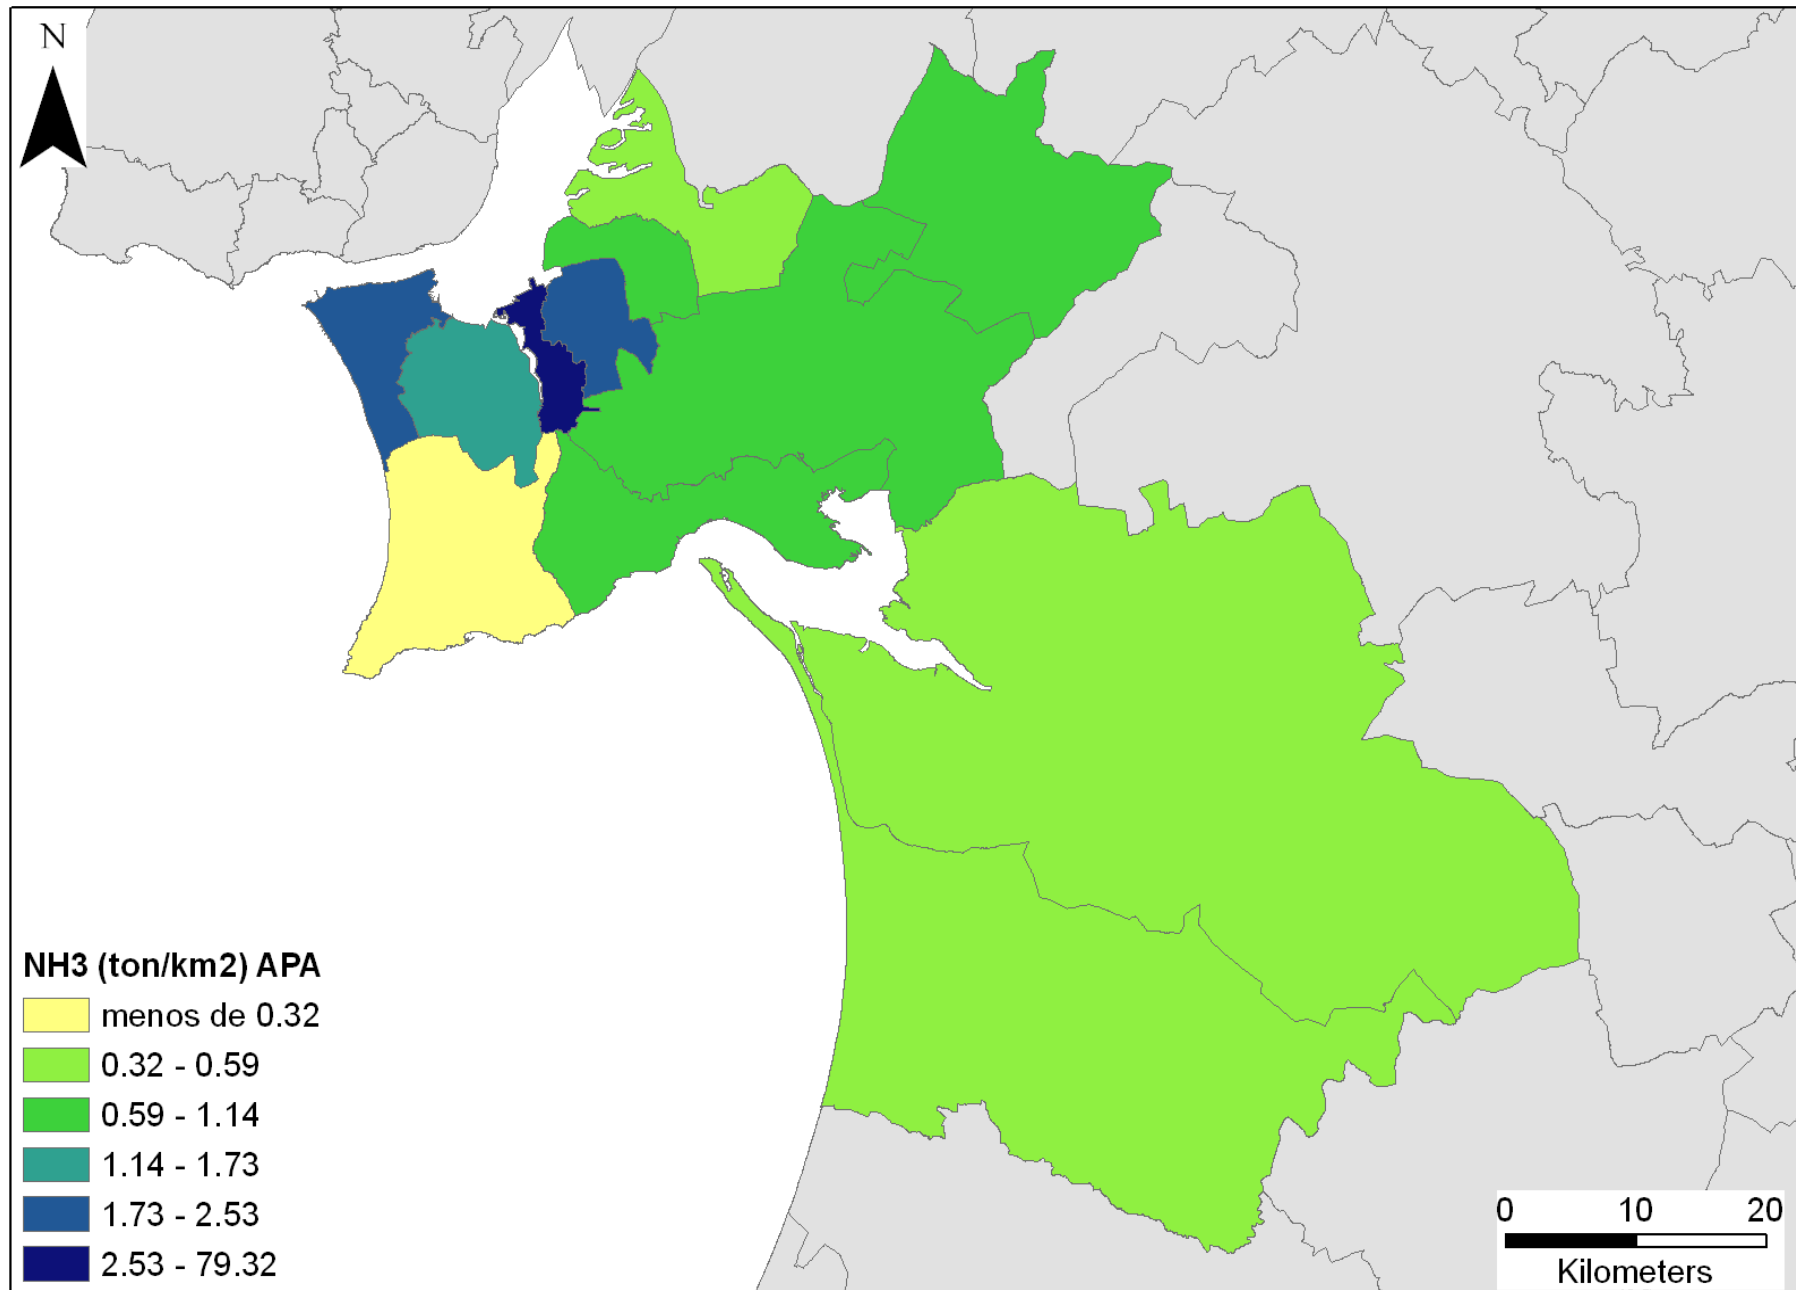 N
NH3 (ton/km2) APA
menos de 0.32
0.32 - 0.59
0.59 - 1.14
1.14 - 1.73
1.73 - 2.53
2.53 - 79.32
0 10 20
Kilometers